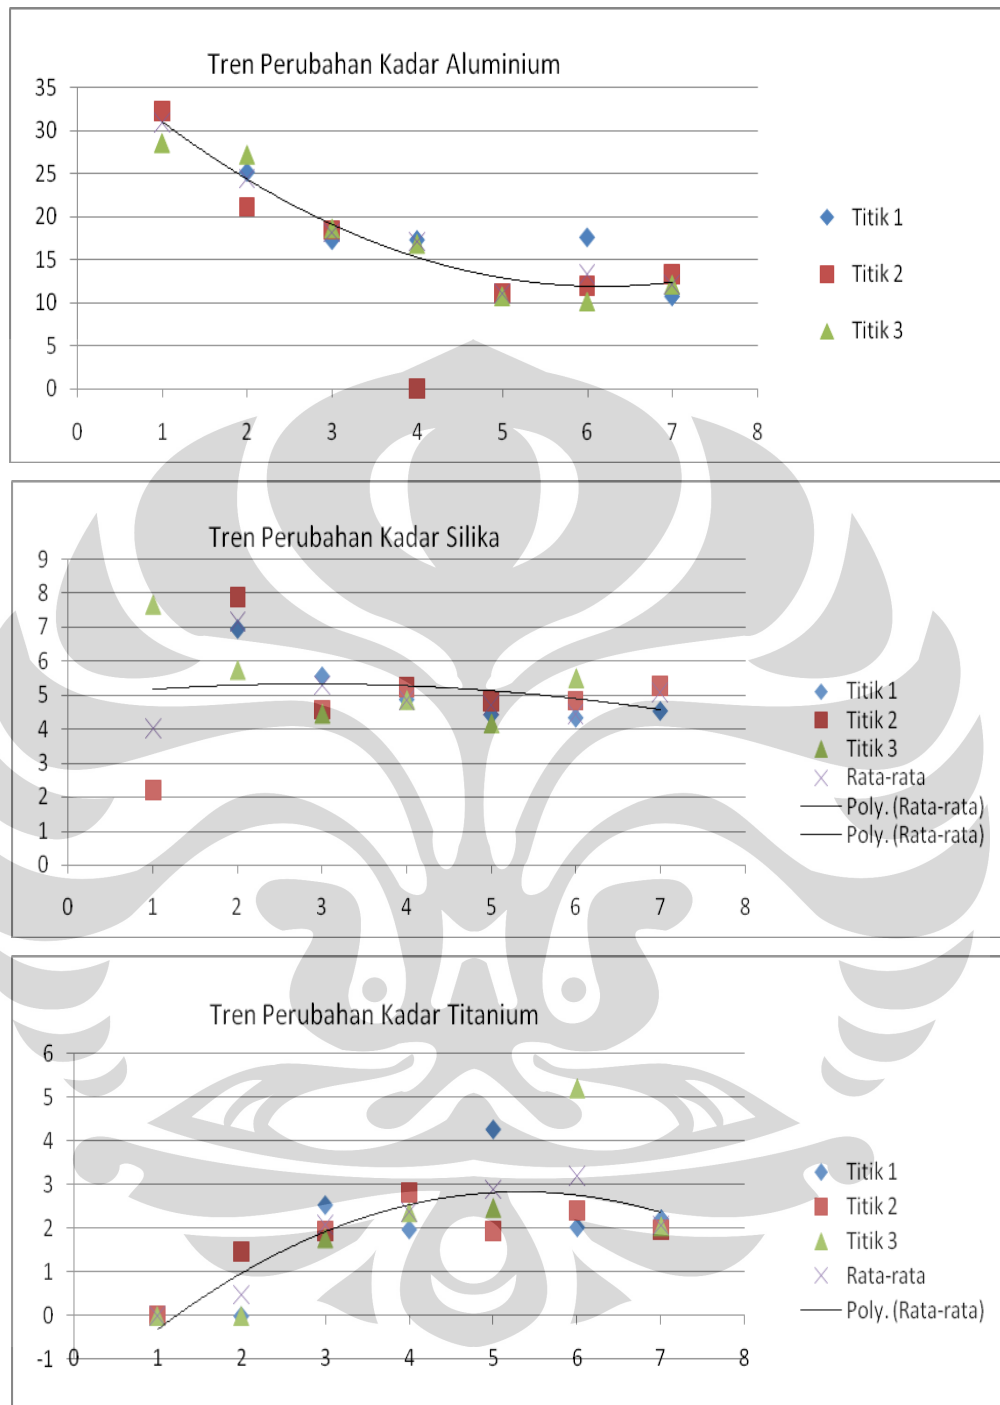 Tren Perubahan Kadar Aluminium
35
30
25
20
15
10
5
0
0 1 2 3 4 5 6 7 8
Titik 1
Titik 2
Titik 3
Tren Perubahan Kadar Silika
9
8
7
6
5
4
3
2
1
0
0 1 2 3 4 5 6 7 8
Titik 1
Titik 2
Titik 3
Rata-rata
Poly. (Rata-rata)
Poly. (Rata-rata)
Tren Perubahan Kadar Titanium
6
5
4
3
2
1
0
-1
0 1 2 3 4 5 6 7 8
Titik 1
Titik 2
Titik 3
Rata-rata
Poly. (Rata-rata)